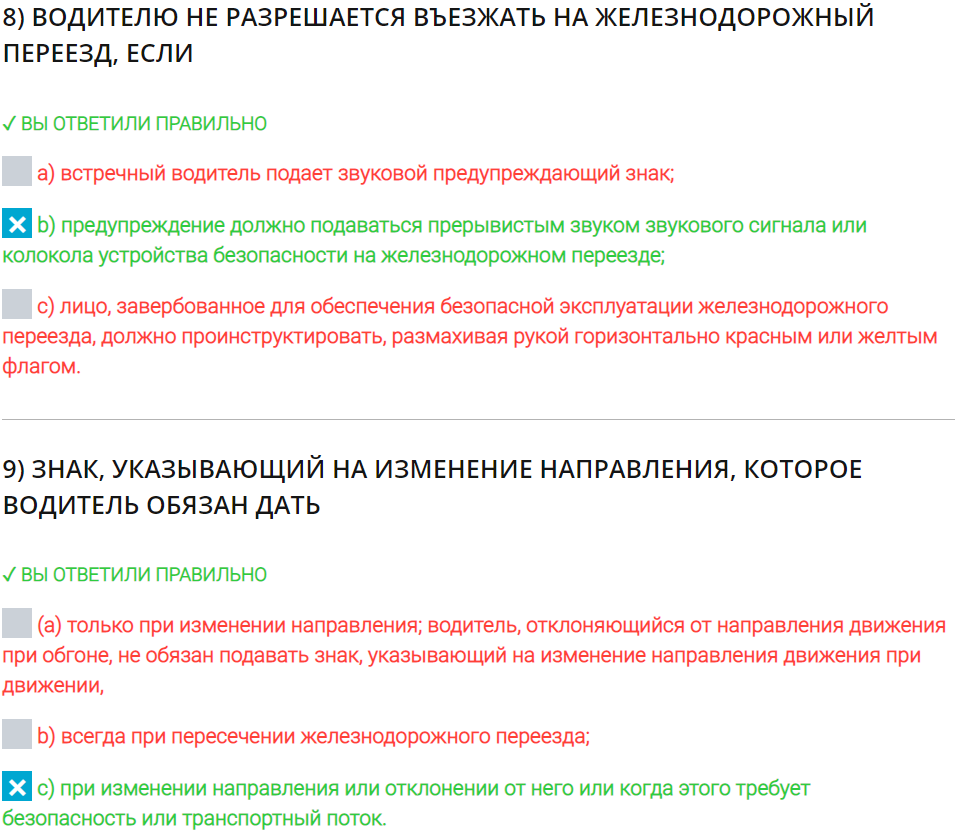 8) ВОДИТЕЛЮ НЕ РАЗРЕШАЕТСЯ ВЪЕЗЖАТЬ НА ЖЕЛЕЗНОДОРОЖНЫЙ
ПЕРЕЕЗД, ЕСЛИ
✓ ВЫ ОТВЕТИЛИ ПРАВИЛЬНО
a) встречный водитель подает звуковой предупреждающий знак;
b) предупреждение должно подаваться прерывистым звуком звукового сигнала или
колокола устройства безопасности на железнодорожном переезде;
c) лицо, завербованное для обеспечения безопасной эксплуатации железнодорожного
переезда, должно проинструктировать, размахивая рукой горизонтально красным или желтым
флагом.
9) ЗНАК, УКАЗЫВАЮЩИЙ НА ИЗМЕНЕНИЕ НАПРАВЛЕНИЯ, КОТОРОЕ
ВОДИТЕЛЬ ОБЯЗАН ДАТЬ
✓ ВЫ ОТВЕТИЛИ ПРАВИЛЬНО
(a) только при изменении направления; водитель, отклоняющийся от направления движения
при обгоне, не обязан подавать знак, указывающий на изменение направления движения при
движении,
b) всегда при пересечении железнодорожного переезда;
c) при изменении направления или отклонении от него или когда этого требует
безопасность или транспортный поток.